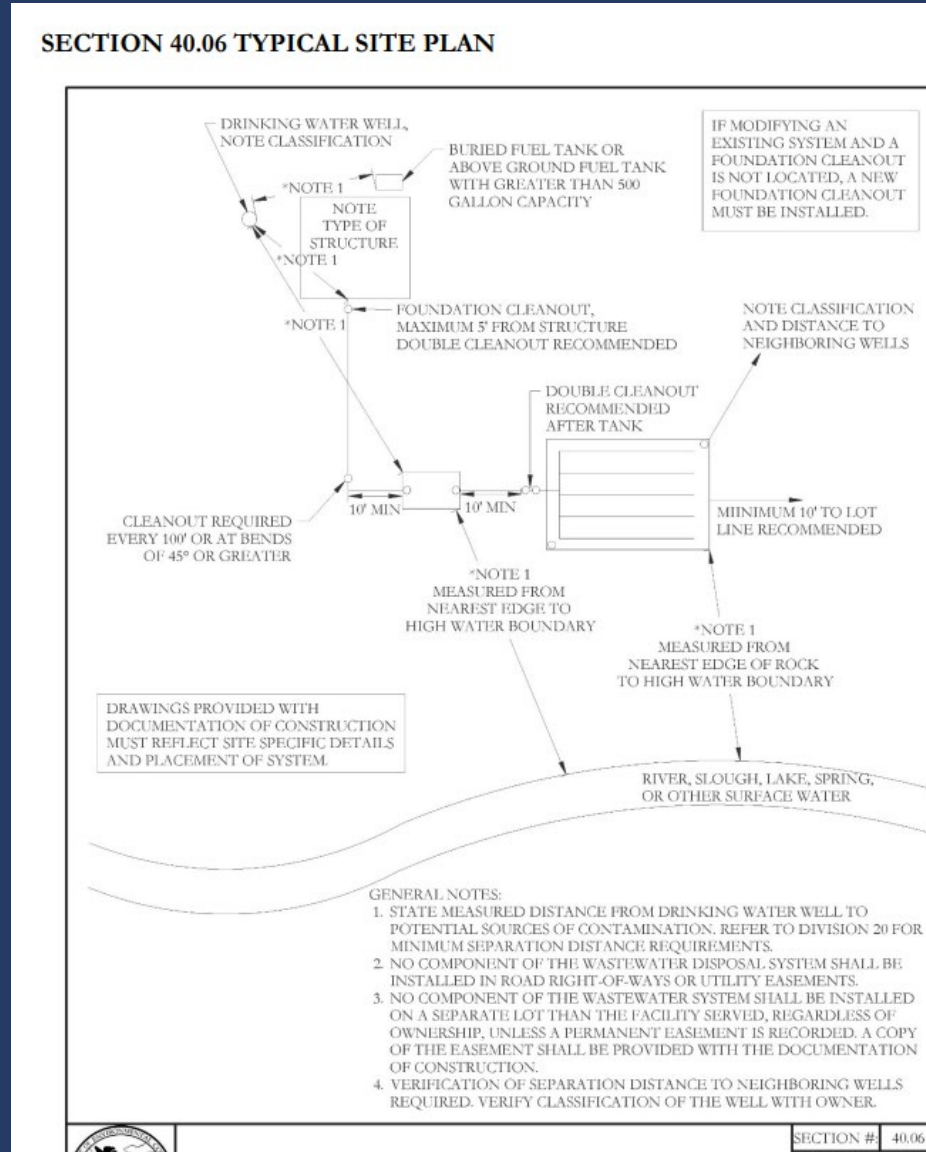 SECTION 40.06 TYPICAL SITE PLAN
DRINKING WATER WELL,
NOTE CLASSIFICATION
BURIED FUEL TANK OR
ABOVE GROUND FUEL TANK
WITH GREATER THAN 500
GALLON CAPACITY
IF MODIFYING AN
EXISTING SYSTEM AND A
FOUNDATION CLEANOUT
IS NOT LOCATED, A NEW
FOUNDATION CLEANOUT
MUST BE INSTALLED.
*NOTE 1
NOTE
TYPE OF
STRUCTURE
*NOTE 1
*NOTE 1
FOUNDATION CLEANOUT,
MAXIMUM 5' FROM STRUCTURE
DOUBLE CLEANOUT RECOMMENDED
NOTE CLASSIFICATION
AND DISTANCE TO
NEIGHBORING WELLS
DOUBLE CLEANOUT
RECOMMENDED
AFTER TANK
10' MIN
10' MIN
MIINIMUM 10' TO LOT
LINE RECOMMENDED
CLEANOUT REQUIRED
EVERY 100' OR AT BENDS
OF 45° OR GREATER
*NOTE 1
MEASURED FROM
NEAREST EDGE TO
HIGH WATER BOUNDARY
*NOTE 1
MEASURED FROM
NEAREST EDGE OF ROCK
TO HIGH WATER BOUNDARY
DRAWINGS PROVIDED WITH
DOCUMENTATION OF CONSTRUCTION
MUST REFLECT SITE SPECIFIC DETAILS
AND PLACEMENT OF SYSTEM.
RIVER, SLOUGH, LAKE, SPRING,
OR OTHER SURFACE WATER
GENERAL NOTES:
1. STATE MEASURED DISTANCE FROM DRINKING WATER WELL TO
POTENTIAL SOURCES OF CONTAMINATION. REFER TO DIVISION 20 FOR
MINIMUM SEPARATION DISTANCE REQUIREMENTS.
2. NO COMPONENT OF THE WASTEWATER DISPOSAL SYSTEM SHALL BE
INSTALLED IN ROAD RIGHT-OF-WAYS OR UTILITY EASEMENTS.
3. NO COMPONENT OF THE WASTEWATER SYSTEM SHALL BE INSTALLED
ON A SEPARATE LOT THAN THE FACILITY SERVED, REGARDLESS OF
OWNERSHIP, UNLESS A PERMANENT EASEMENT IS RECORDED. A COPY
OF THE EASEMENT SHALL BE PROVIDED WITH THE DOCUMENTATION
OF CONSTRUCTION.
4. VERIFICATION OF SEPARATION DISTANCE TO NEIGHBORING WELLS
REQUIRED. VERIFY CLASSIFICATION OF THE WELL WITH OWNER.
SECTION #: 40.06